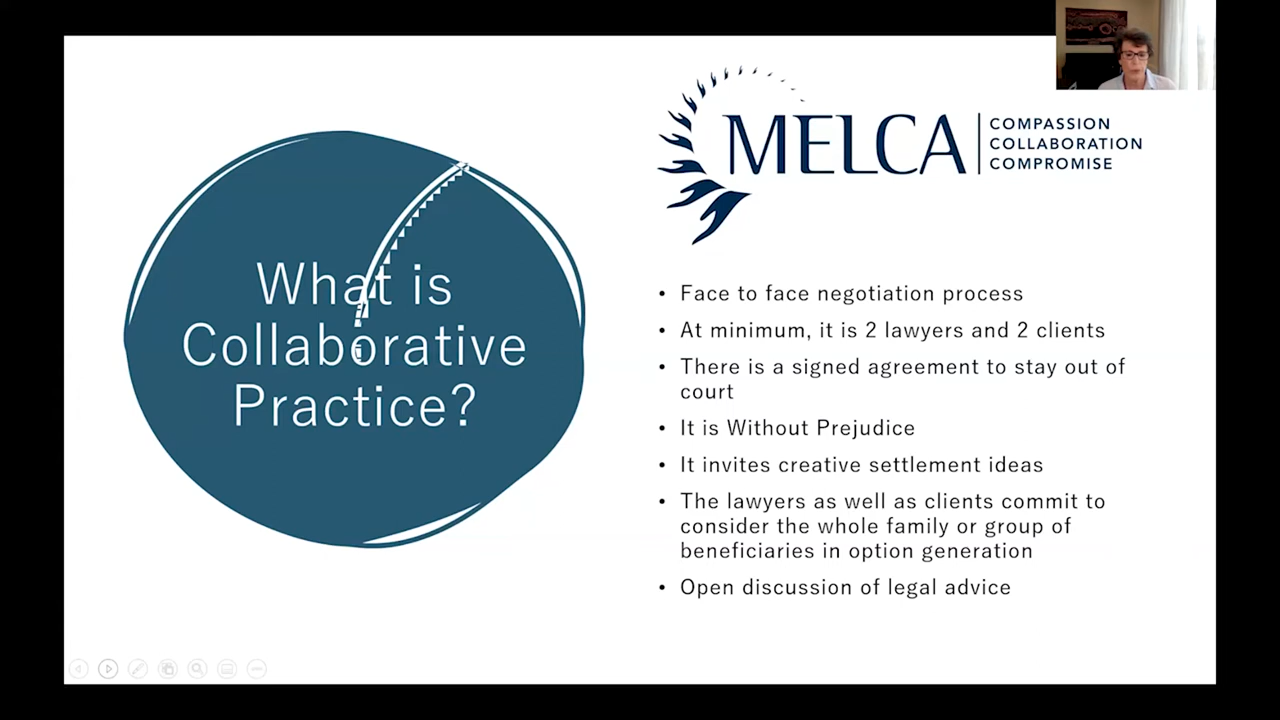 What is
Collaborative
Practice?
MELCA
COMPASSION
COLLABORATION
COMPROMISE
• Face to face negotiation process
• At minimum, it is 2 lawyers and 2 clients
• There is a signed agreement to stay out of
court
• It is Without Prejudice
• It invites creative settlement ideas
• The lawyers as well as clients commit to
consider the whole family or group of
beneficiaries in option generation
• Open discussion of legal advice